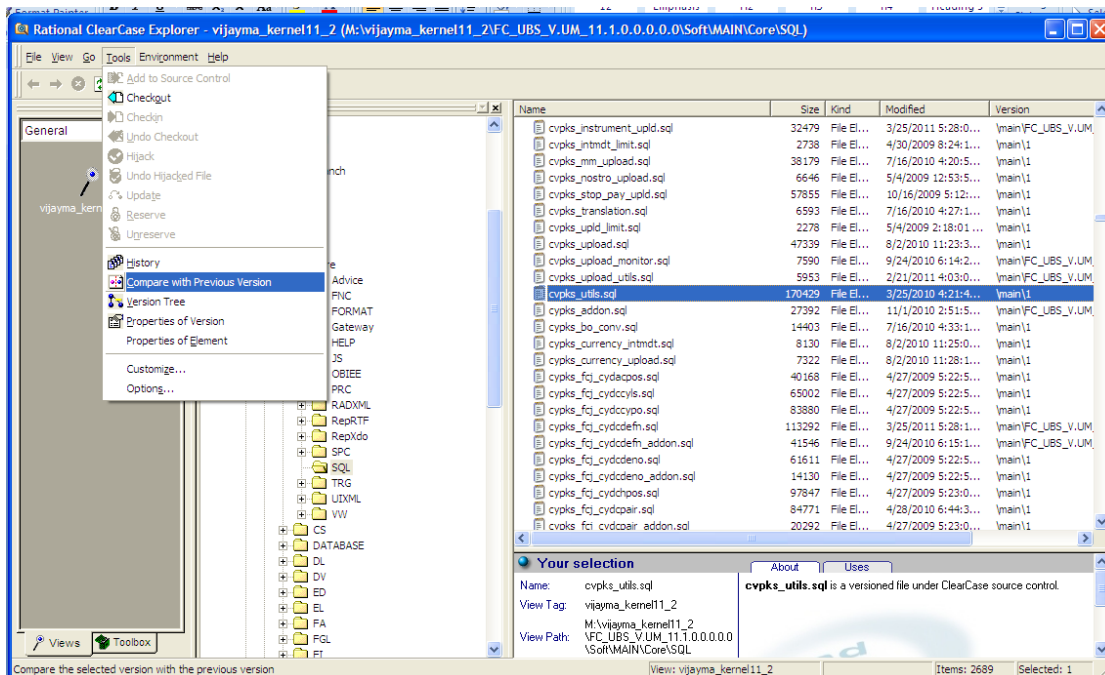 Format Painter
Emphasis
Heading 3
Rational ClearCase Explorer - vijayma_kernel11_2 (M:\vijayma_kernel11_2\FC_UBS_V.UM_11.1.0.0.0.0.0\Soft\MAIN\Core\SQL)
File View Go Tools Environment Help
Add to Source Control
Checkout
Checkin
Undo Checkout
Hijack
Undo Hijacked File
Update
Reserve
Unreserve
History
Compare with Previous Version
Version Tree
Properties of Version
Properties of Element
Customize...
Options...
General
vijayma_kern
Advice
FNC
FORMAT
Gateway
HELP
JS
OBIEE
PRC
RADXML
RepRTF
RepXdo
SPC
SQL
TRG
UIXML
VW
CS
DATABASE
DL
DV
ED
EL
FA
FGL
FI
Name Size Kind Modified Version
cvpks_instrument_upld.sql 32479 File El... 3/25/2011 5:28:0... \main\FC_UBS_V.UM
cvpks_intmdt_limit.sql 2738 File El... 4/30/2009 8:24:1... \main\1
cvpks_mm_upload.sql 38179 File El... 7/16/2010 4:20:5... \main\1
cvpks_nostro_upload.sql 6646 File El... 5/4/2009 12:53:5... \main\1
cvpks_stop_pay_upld.sql 57855 File El... 10/16/2009 5:12:... \main\1
cvpks_translation.sql 6593 File El... 7/16/2010 4:27:1... \main\1
cvpks_upld_limit.sql 2278 File El... 5/4/2009 2:18:01 ... \main\1
cvpks_upload.sql 47339 File El... 8/2/2010 11:23:3... \main\1
cvpks_upload_monitor.sql 7590 File El... 9/24/2010 6:14:2... \main\FC_UBS_V.UM
cvpks_upload_utils.sql 5953 File El... 2/21/2011 4:03:0... \main\FC_UBS_V.UM
cvpks_utils.sql 170429 File El... 3/25/2010 4:21:4... \main\1
cypks_addon.sql 27392 File El... 11/1/2010 2:51:5... \main\FC_UBS_V.UM
cypks_bo_conv.sql 14403 File El... 7/16/2010 4:33:1... \main\1
cypks_currency_intmdt.sql 8130 File El... 8/2/2010 11:25:0... \main\1
cypks_currency_upload.sql 7322 File El... 8/2/2010 11:28:1... \main\1
cypks_fcj_cydacpos.sql 40168 File El... 4/27/2009 5:22:5... \main\1
cypks_fcj_cydccyls.sql 65002 File El... 4/27/2009 5:22:5... \main\1
cypks_fcj_cydccypo.sql 83880 File El... 4/27/2009 5:22:5... \main\1
cypks_fcj_cydcdefn.sql 113292 File El... 3/25/2011 5:28:1... \main\FC_UBS_V.UM
cypks_fcj_cydcdefn_addon.sql 41546 File El... 9/24/2010 6:15:1... \main\FC_UBS_V.UM
cypks_fcj_cydcdeno.sql 61611 File El... 4/27/2009 5:22:5... \main\1
cypks_fcj_cydcdeno_addon.sql 14130 File El... 4/27/2009 5:22:5... \main\1
cypks_fcj_cydchpos.sql 97847 File El... 4/27/2009 5:23:0... \main\1
cypks_fcj_cydcpair.sql 84771 File El... 4/28/2010 6:44:3... \main\1
cypks_fcj_cydcpair_addon.sql 20292 File El... 4/27/2009 5:23:0... \main\1
Your selection
About Uses
Name: cvpks_utils.sql
View Tag: vijayma_kernel11_2
View Path: M:\vijayma_kernel11_2
\FC_UBS_V.UM_11.1.0.0.0.0.0
\Soft\MAIN\Core\SQL
cvpks_utils.sql is a versioned file under ClearCase source control.
Views Toolbox
Compare the selected version with the previous version
View: vijayma_kernel11_2
Items: 2689
Selected: 1